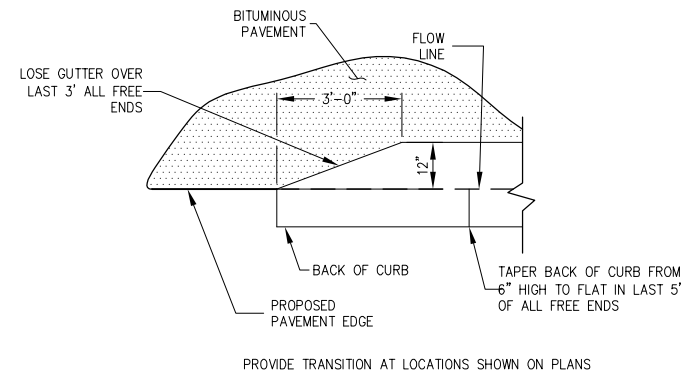 BITUMINOUS
PAVEMENT
FLOW
LINE
LOSE GUTTER OVER
LAST 3' ALL FREE
ENDS
3'-0"
12"
BACK OF CURB
TAPER BACK OF CURB FROM
6" HIGH TO FLAT IN LAST 5'
OF ALL FREE ENDS
PROPOSED
PAVEMENT EDGE
PROVIDE TRANSITION AT LOCATIONS SHOWN ON PLANS